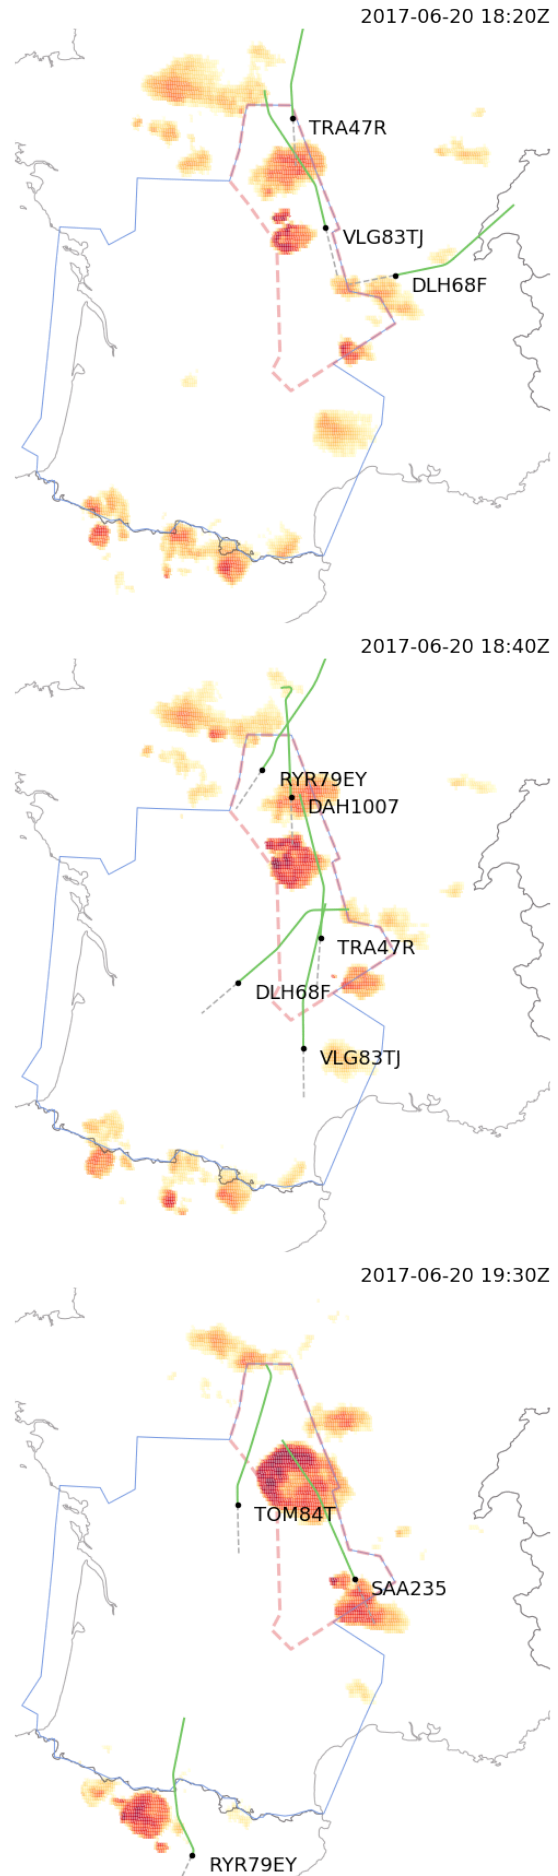 2017-06-20 18:20Z
TRA47R
VLG83TJ
DLH68F
2017-06-20 18:40Z
RYR79EY
DAH1007
TRA47R
DLH68F
VLG83TJ
2017-06-20 19:30Z
TOM84T
SAA235
RYR79EY